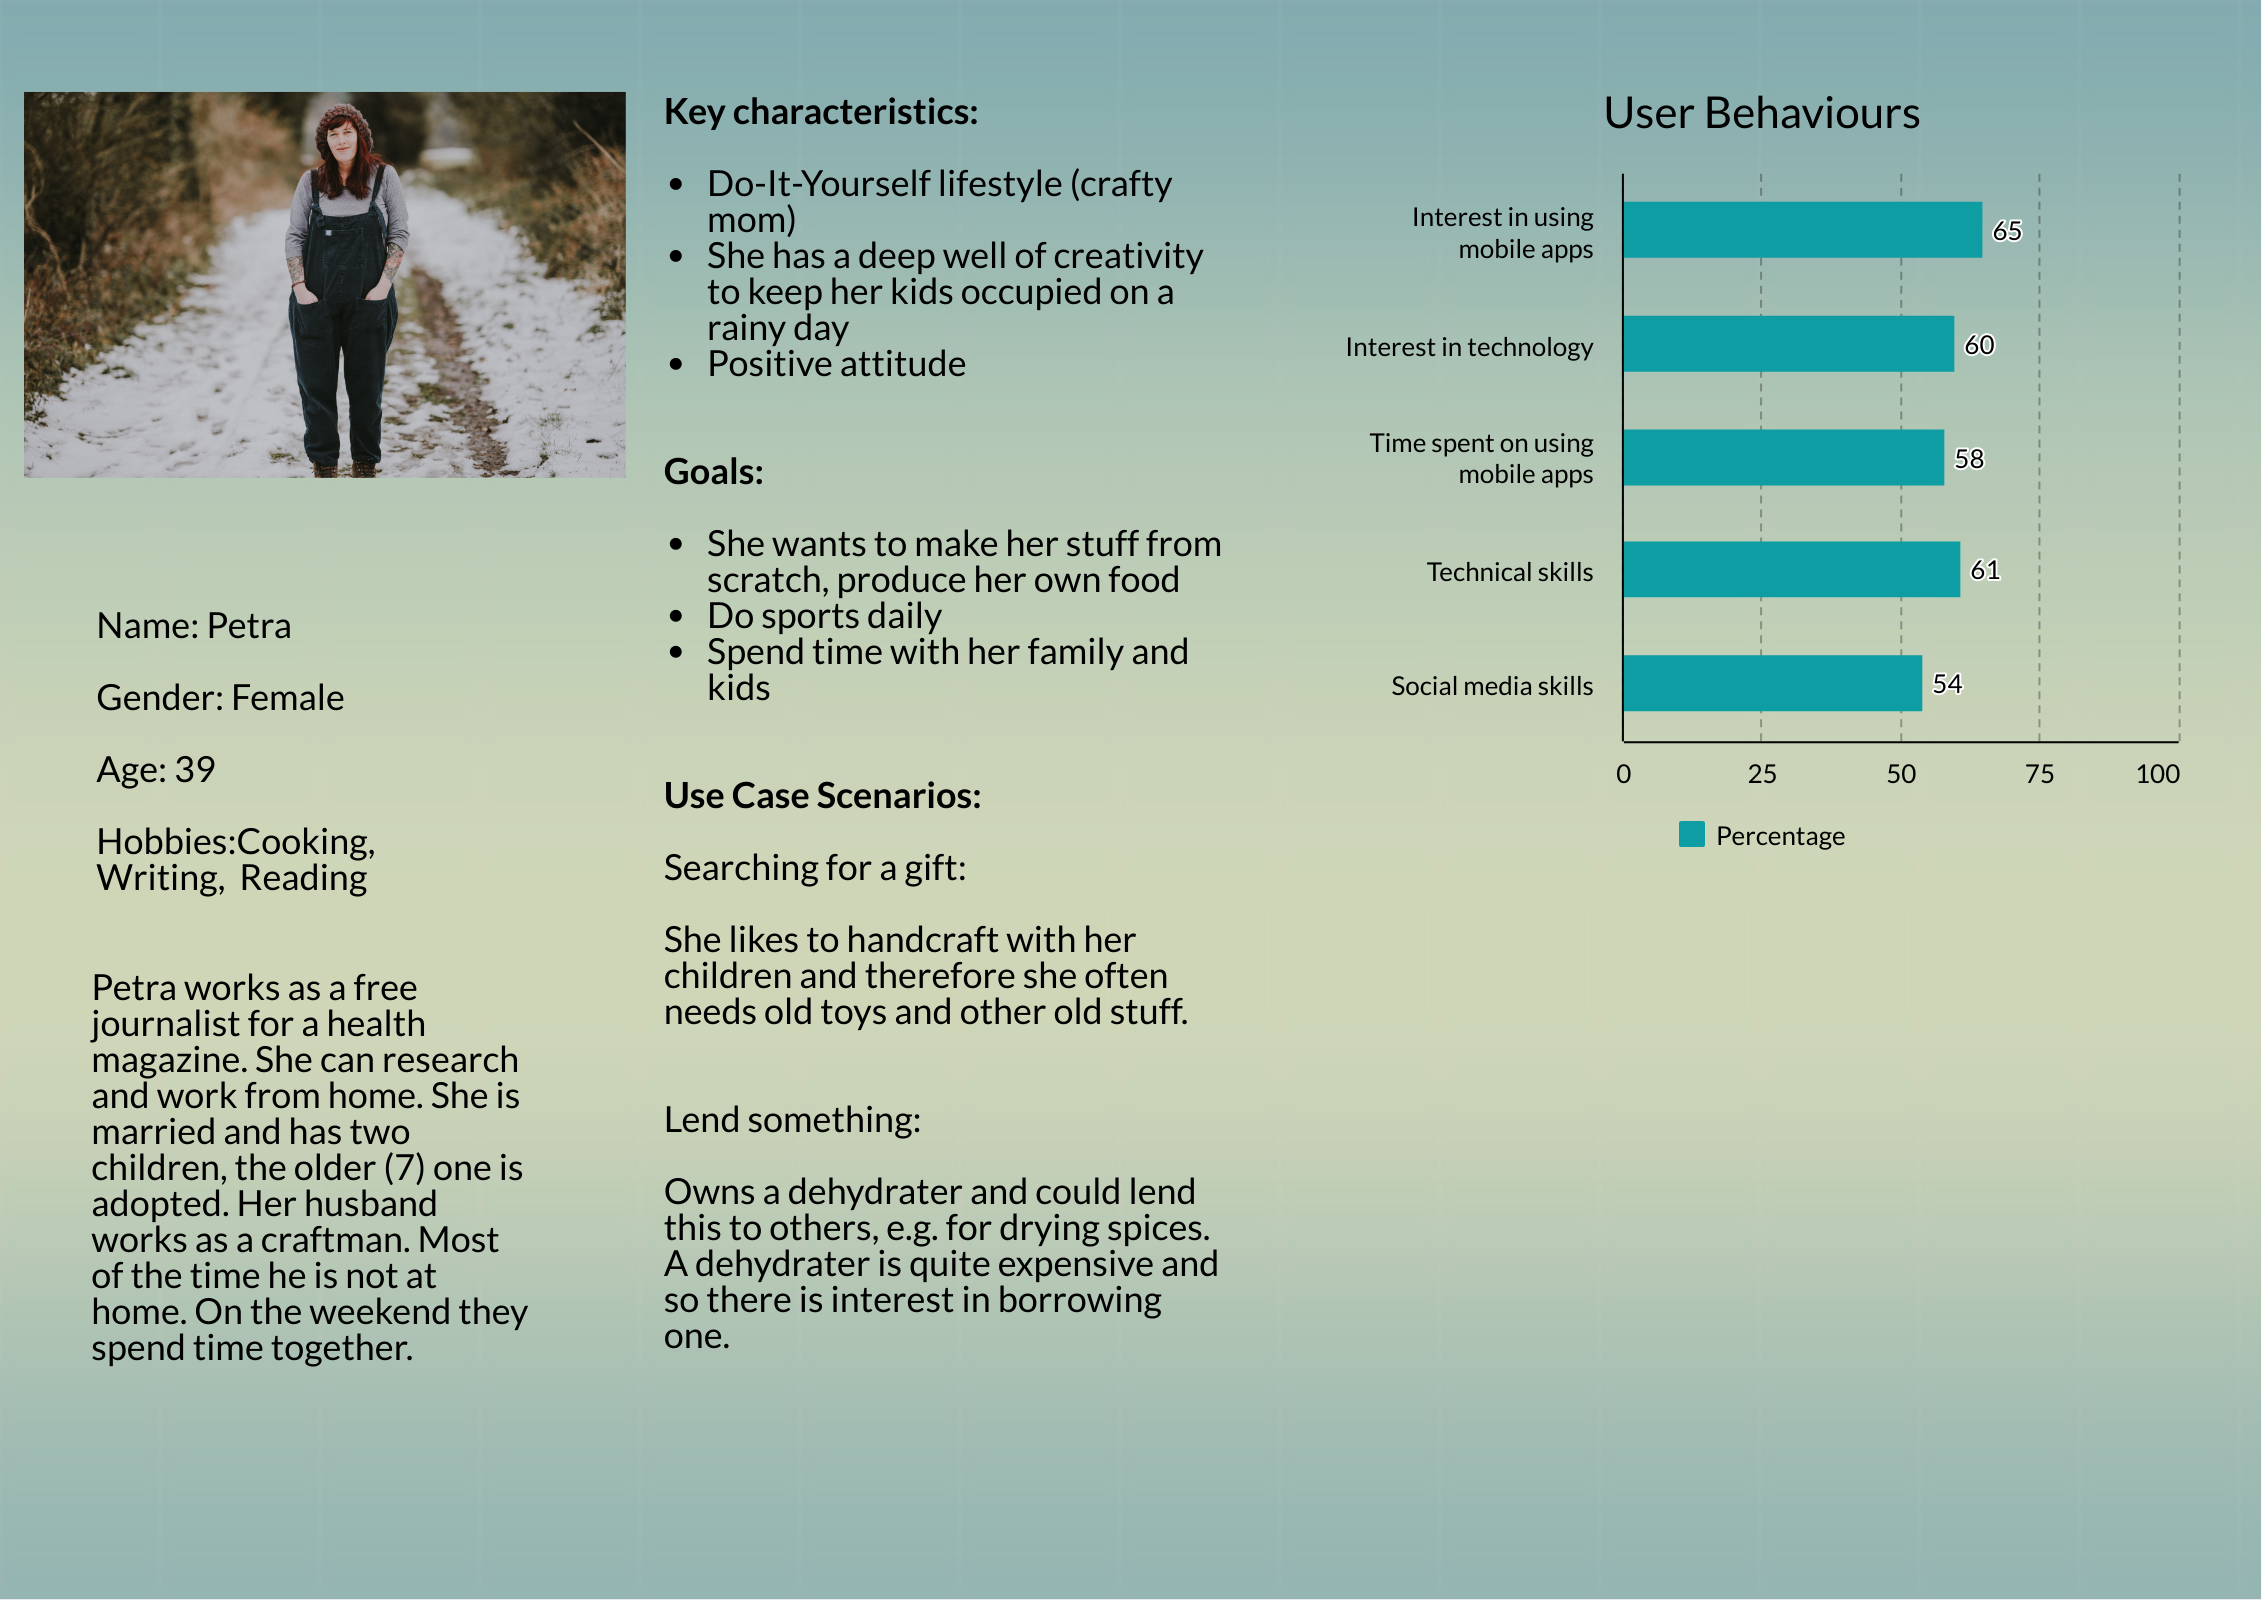 Name: Petra
Gender: Female
Age: 39
Hobbies:Cooking,
Writing,  Reading
Petra works as a free
journalist for a health
magazine. She can research
and work from home. She is
married and has two
children, the older (7) one is
adopted. Her husband
works as a craftman. Most
of the time he is not at
home. On the weekend they
spend time together.
Key characteristics:
• Do-It-Yourself lifestyle (crafty
mom)
• She has a deep well of creativity
to keep her kids occupied on a
rainy day
• Positive attitude
Goals:
• She wants to make her stuff from
scratch, produce her own food
• Do sports daily
• Spend time with her family and
kids
Use Case Scenarios:
Searching for a gift:
She likes to handcraft with her
children and therefore she often
needs old toys and other old stuff.
Lend something:
Owns a dehydrater and could lend
this to others, e.g. for drying spices.
A dehydrater is quite expensive and
so there is interest in borrowing
one.
User Behaviours
Interest in using
mobile apps
65
Interest in technology
60
Time spent on using
mobile apps
58
Technical skills
61
Social media skills
54
0 25 50 75 100
Percentage